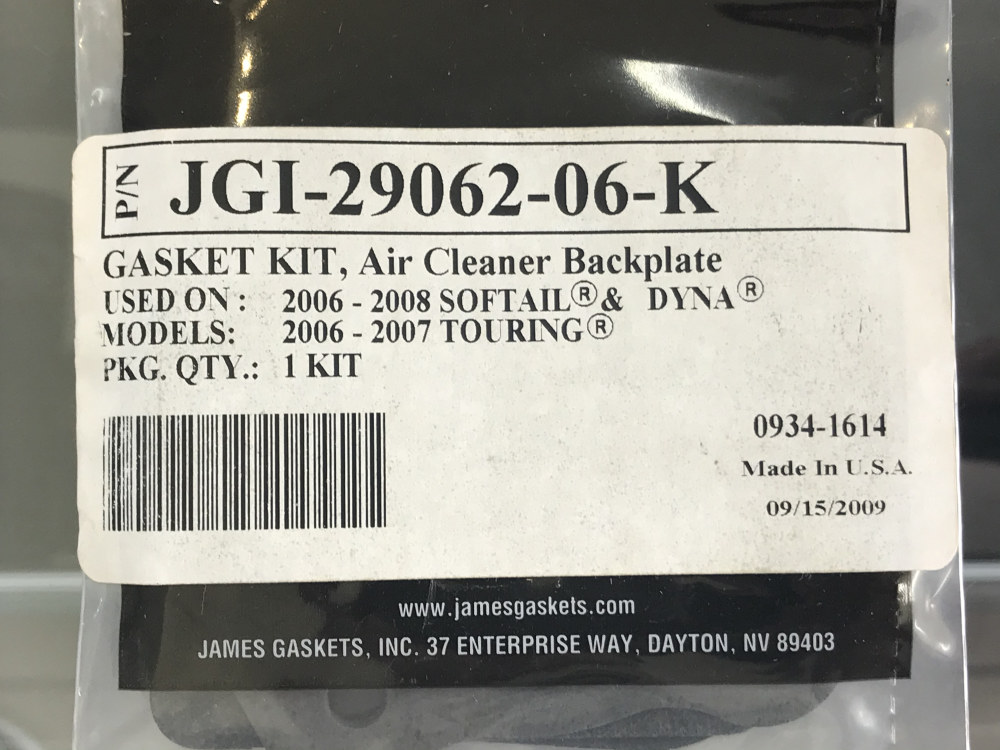 P/N JGI-29062-06-K
GASKET KIT, Air Cleaner Backplate
USED ON : 2006 - 2008 SOFTAIL® & DYNA®
MODELS: 2006 - 2007 TOURING®
PKG. QTY.: 1 KIT
0934-1614
Made In U.S.A.
09/15/2009
www.jamesgaskets.com
JAMES GASKETS, INC. 37 ENTERPRISE WAY, DAYTON, NV 89403